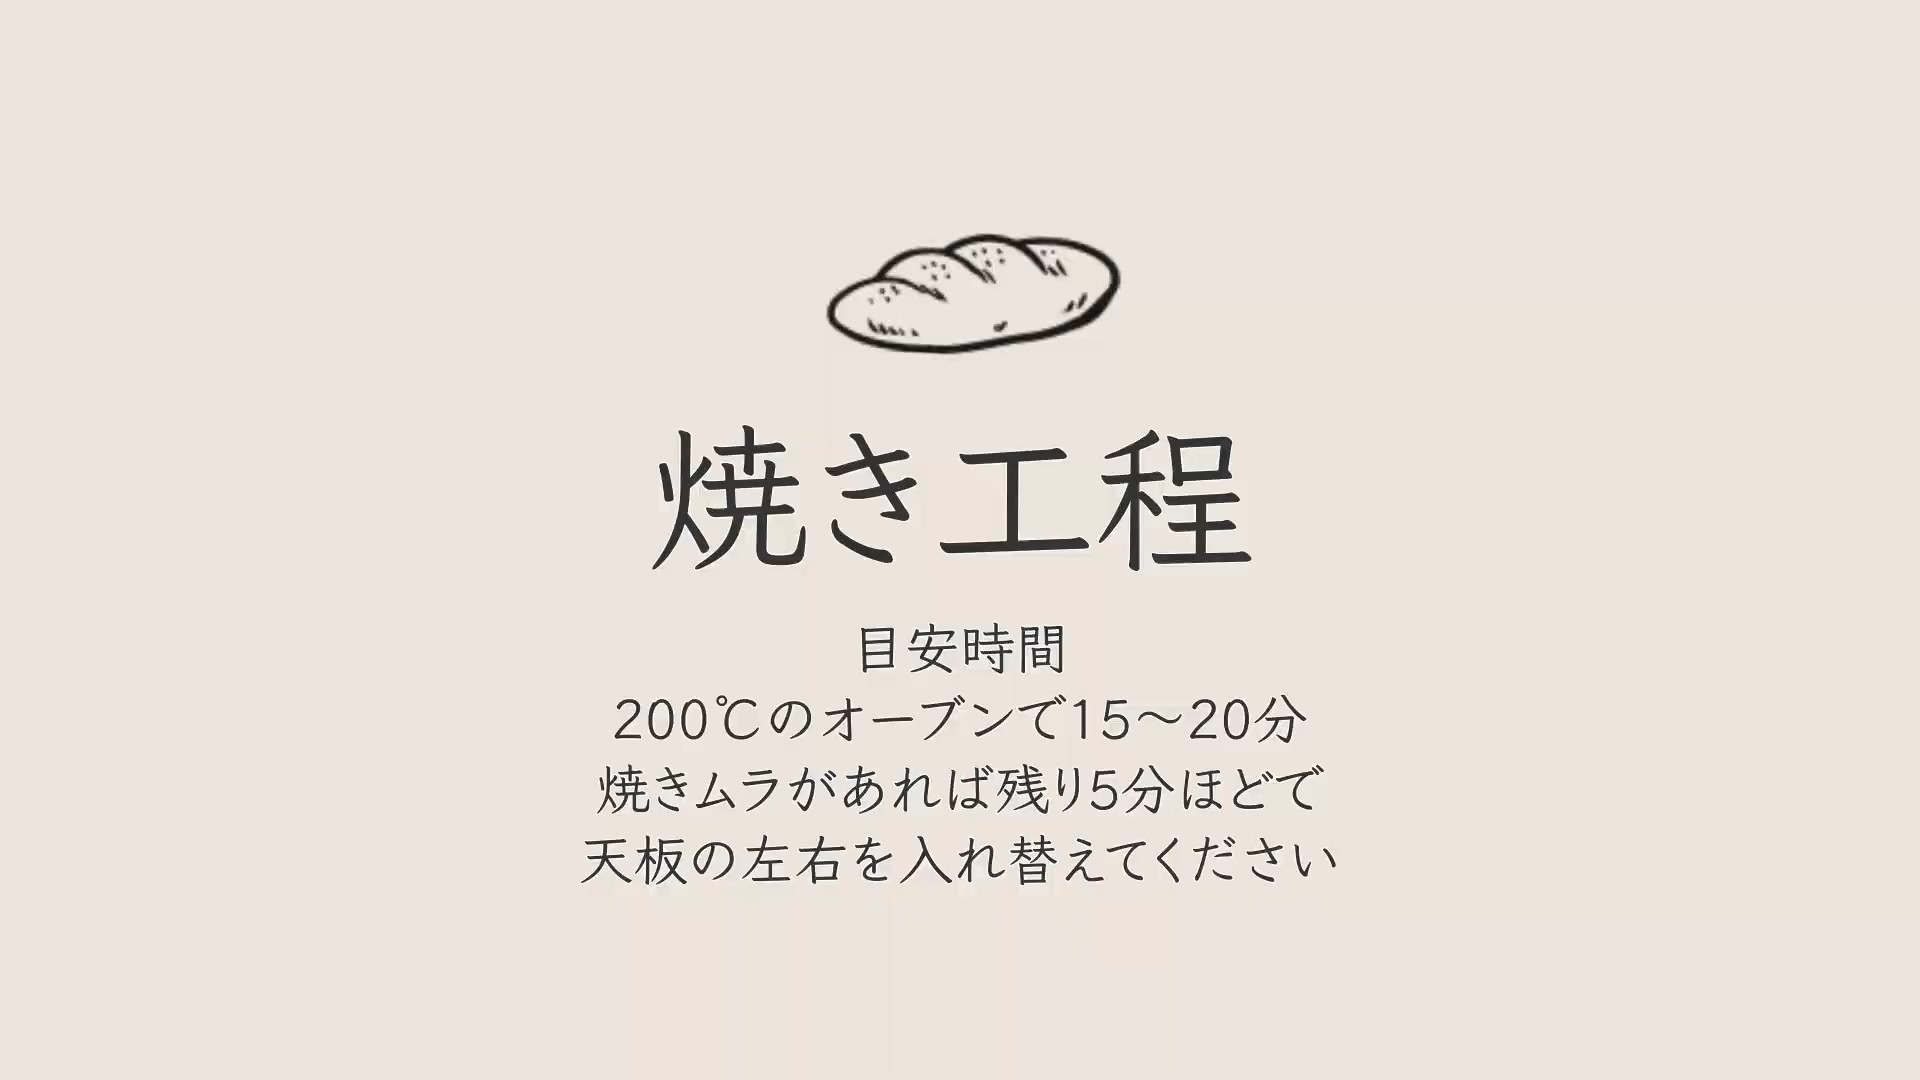 焼き工程
目安時間
200℃のオーブンで15～20分
焼きムラがあれば残り5分ほどで
天板の左右を入れ替えてください